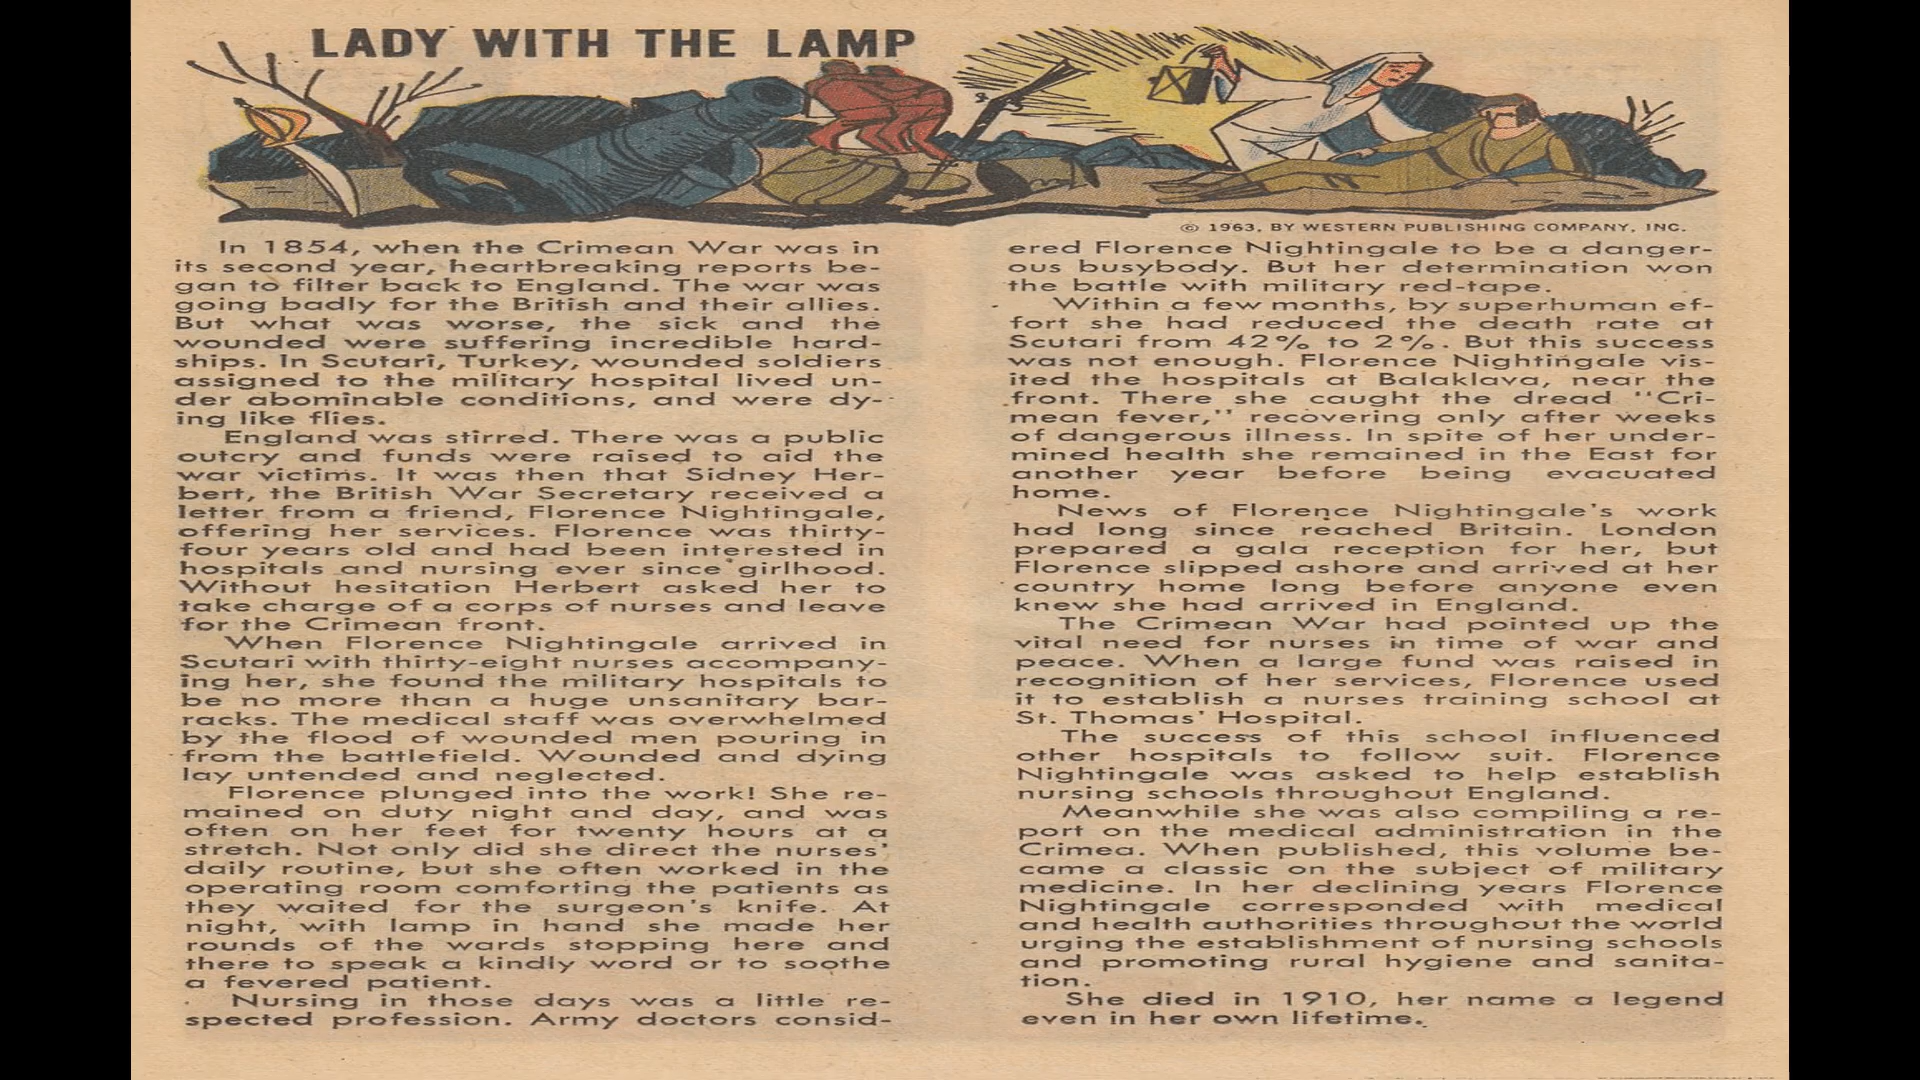 LADY WITH THE LAMP
© 1963, BY WESTERN PUBLISHING COMPANY, INC.
In 1854, when the Crimean War was in
its second year, heartbreaking reports be-
gan to filter back to England. The war was
going badly for the British and their allies.
But what was worse, the sick and the
wounded were suffering incredible hard-
ships. In Scutari, Turkey, wounded soldiers
assigned to the military hospital lived un-
der abominable conditions, and were dy-
ing like flies.
England was stirred. There was a public
outcry and funds were raised to aid the
war victims. It was then that Sidney Her-
bert, the British War Secretary received a
letter from a friend, Florence Nightingale,
offering her services. Florence was thirty-
four years old and had been interested in
hospitals and nursing ever since girlhood.
Without hesitation Herbert asked her to
take charge of a corps of nurses and leave
for the Crimean front.
When Florence Nightingale arrived in
Scutari with thirty-eight nurses accompany-
ing her, she found the military hospitals to
be no more than a huge unsanitary bar-
racks. The medical staff was overwhelmed
by the flood of wounded men pouring in
from the battlefield. Wounded and dying
lay untended and neglected.
Florence plunged into the work! She re-
mained on duty night and day, and was
often on her feet for twenty hours at a
stretch. Not only did she direct the nurses'
daily routine, but she often worked in the
operating room comforting the patients as
they waited for the surgeon's knife. At
night, with lamp in hand she made her
rounds of the wards stopping here and
there to speak a kindly word or to soothe
a fevered patient.
Nursing in those days was a little re-
spected profession. Army doctors consid-
ered Florence Nightingale to be a danger-
ous busybody. But her determination won
the battle with military red-tape.
Within a few months, by superhuman ef-
fort she had reduced the death rate at
Scutari from 42% to 2%. But this success
was not enough. Florence Nightingale vis-
ited the hospitals at Balaklava, near the
front. There she caught the dread "Cri-
mean fever," recovering only after weeks
of dangerous illness. In spite of her under-
mined health she remained in the East for
another year before being evacuated
home.
News of Florence Nightingale's work
had long since reached Britain. London
prepared a gala reception for her, but
Florence slipped ashore and arrived at her
country home long before anyone even
knew she had arrived in England.
The Crimean War had pointed up the
vital need for nurses in time of war and
peace. When a large fund was raised in
recognition of her services, Florence used
it to establish a nurses training school at
St. Thomas' Hospital.
The success of this school influenced
other hospitals to follow suit. Florence
Nightingale was asked to help establish
nursing schools throughout England.
Meanwhile she was also compiling a re-
port on the medical administration in the
Crimea. When published, this volume be-
came a classic on the subject of military
medicine. In her declining years Florence
Nightingale corresponded with medical
and health authorities throughout the world
urging the establishment of nursing schools
and promoting rural hygiene and sanita-
tion.
She died in 1910, her name a legend
even in her own lifetime.